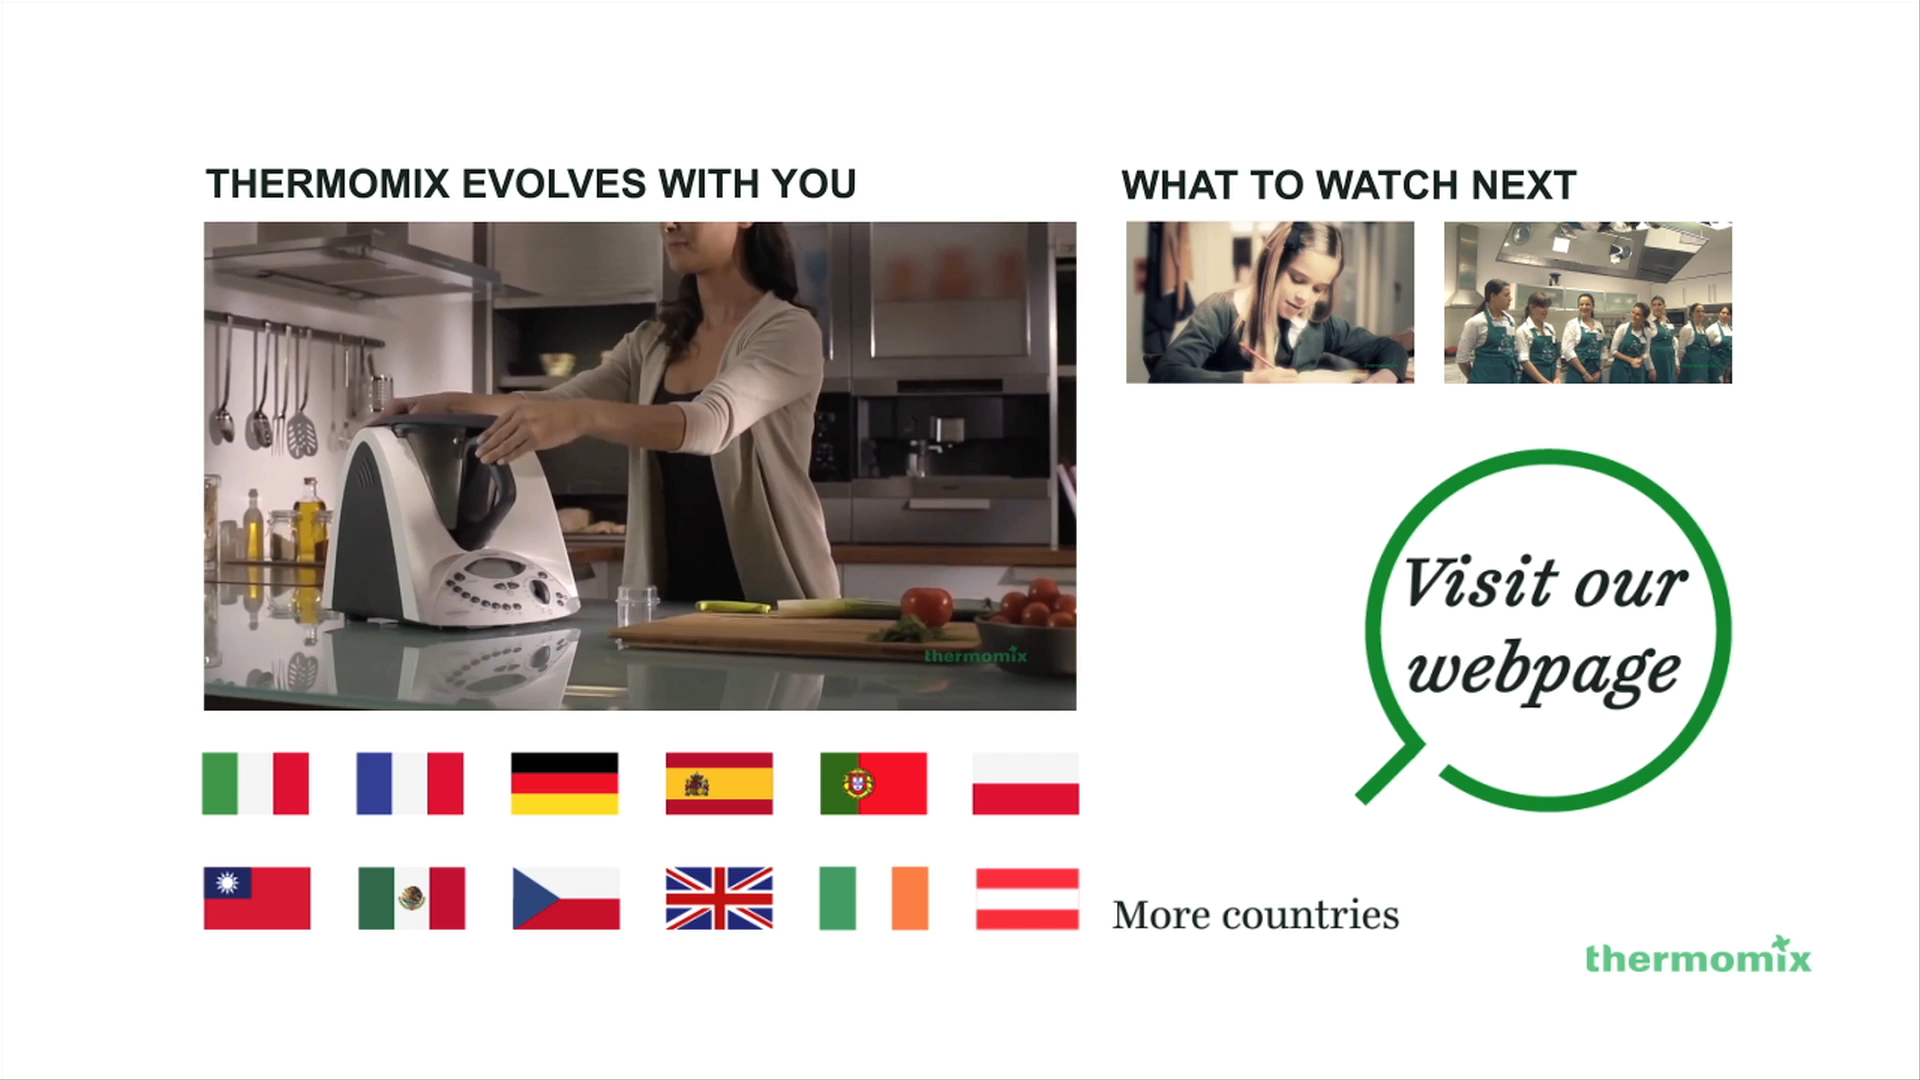 THERMOMIX EVOLVES WITH YOU
WHAT TO WATCH NEXT
thermomix
Visit our
webpage
More countries
thermomix